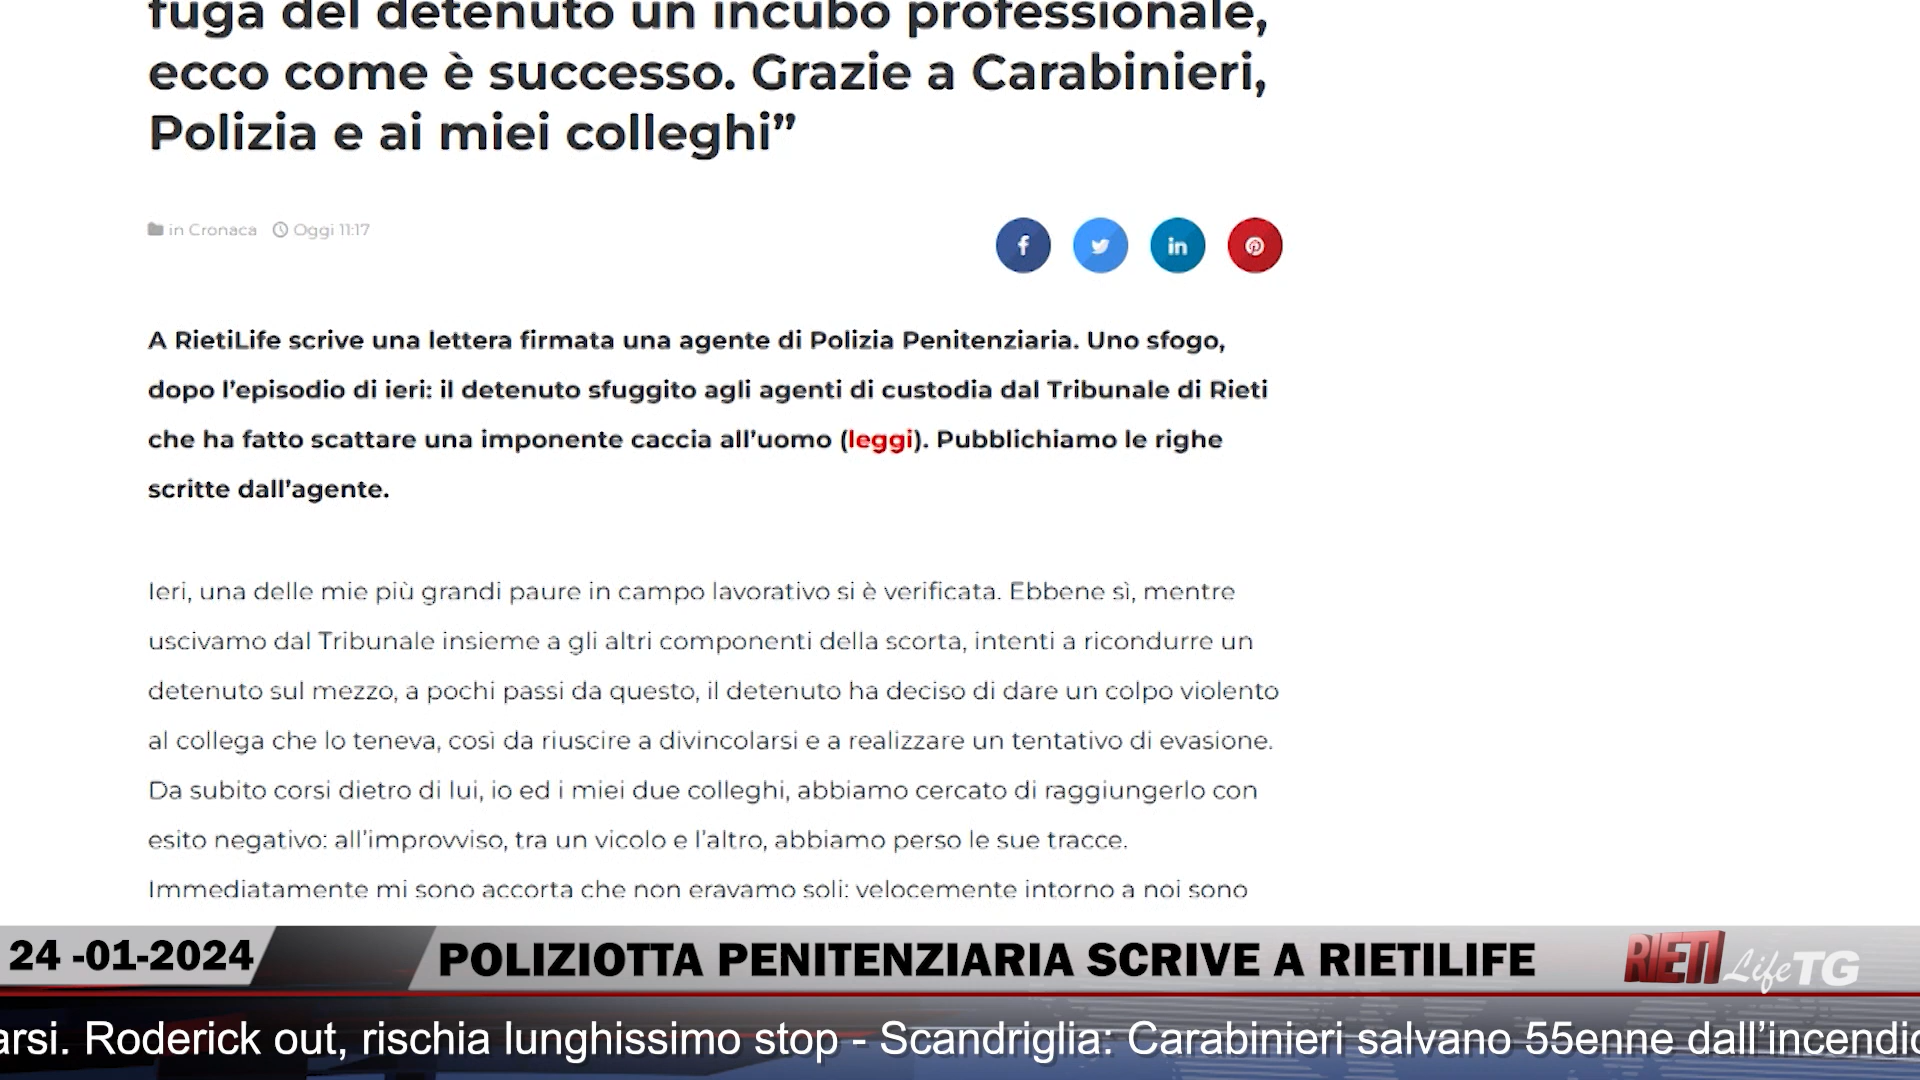 fuga del detenuto un incubo professionale,
ecco come è successo. Grazie a Carabinieri,
Polizia e ai miei colleghi”
in Cronaca Oggi 11:17
f in
A RietiLife scrive una lettera firmata una agente di Polizia Penitenziaria. Uno sfogo,
dopo l’episodio di ieri: il detenuto sfuggito agli agenti di custodia dal Tribunale di Rieti
che ha fatto scattare una imponente caccia all’uomo (leggi). Pubblichiamo le righe
scritte dall’agente.
Ieri, una delle mie più grandi paure in campo lavorativo si è verificata. Ebbene sì, mentre
uscivamo dal Tribunale insieme a gli altri componenti della scorta, intenti a ricondurre un
detenuto sul mezzo, a pochi passi da questo, il detenuto ha deciso di dare un colpo violento
al collega che lo teneva, così da riuscire a divincolarsi e a realizzare un tentativo di evasione.
Da subito corsi dietro di lui, io ed i miei due colleghi, abbiamo cercato di raggiungerlo con
esito negativo: all’improvviso, tra un vicolo e l’altro, abbiamo perso le sue tracce.
Immediatamente mi sono accorta che non eravamo soli: velocemente intorno a noi sono
24 -01-2024 POLIZIOTTA PENITENZIARIA SCRIVE A RIETILIFE RIETI Life TG
arsi. Roderick out, rischia lunghissimo stop - Scandriglia: Carabinieri salvano 55enne dall’incendio